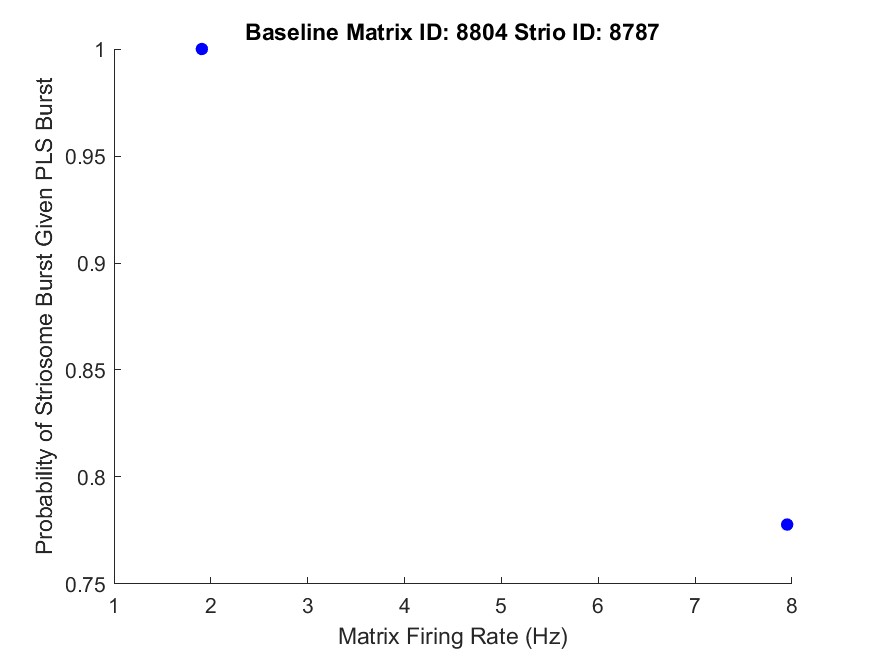 Baseline Matrix ID: 8804 Strio ID: 8787
Probability of Striosome Burst Given PLS Burst
1
0.95
0.9
0.85
0.8
0.75
1 2 3 4 5 6 7 8
Matrix Firing Rate (Hz)